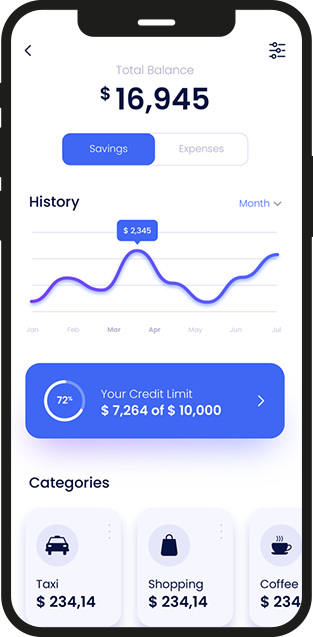 Total Balance
$ 16,945
Savings Expenses
History Month
$ 2,345
Jan Feb Mar Apr May Jun Jul
72%
Your Credit Limit
$ 7,264 of $ 10,000
Categories
Taxi Shopping Coffee
$ 234,14 $ 234,14 $ 234